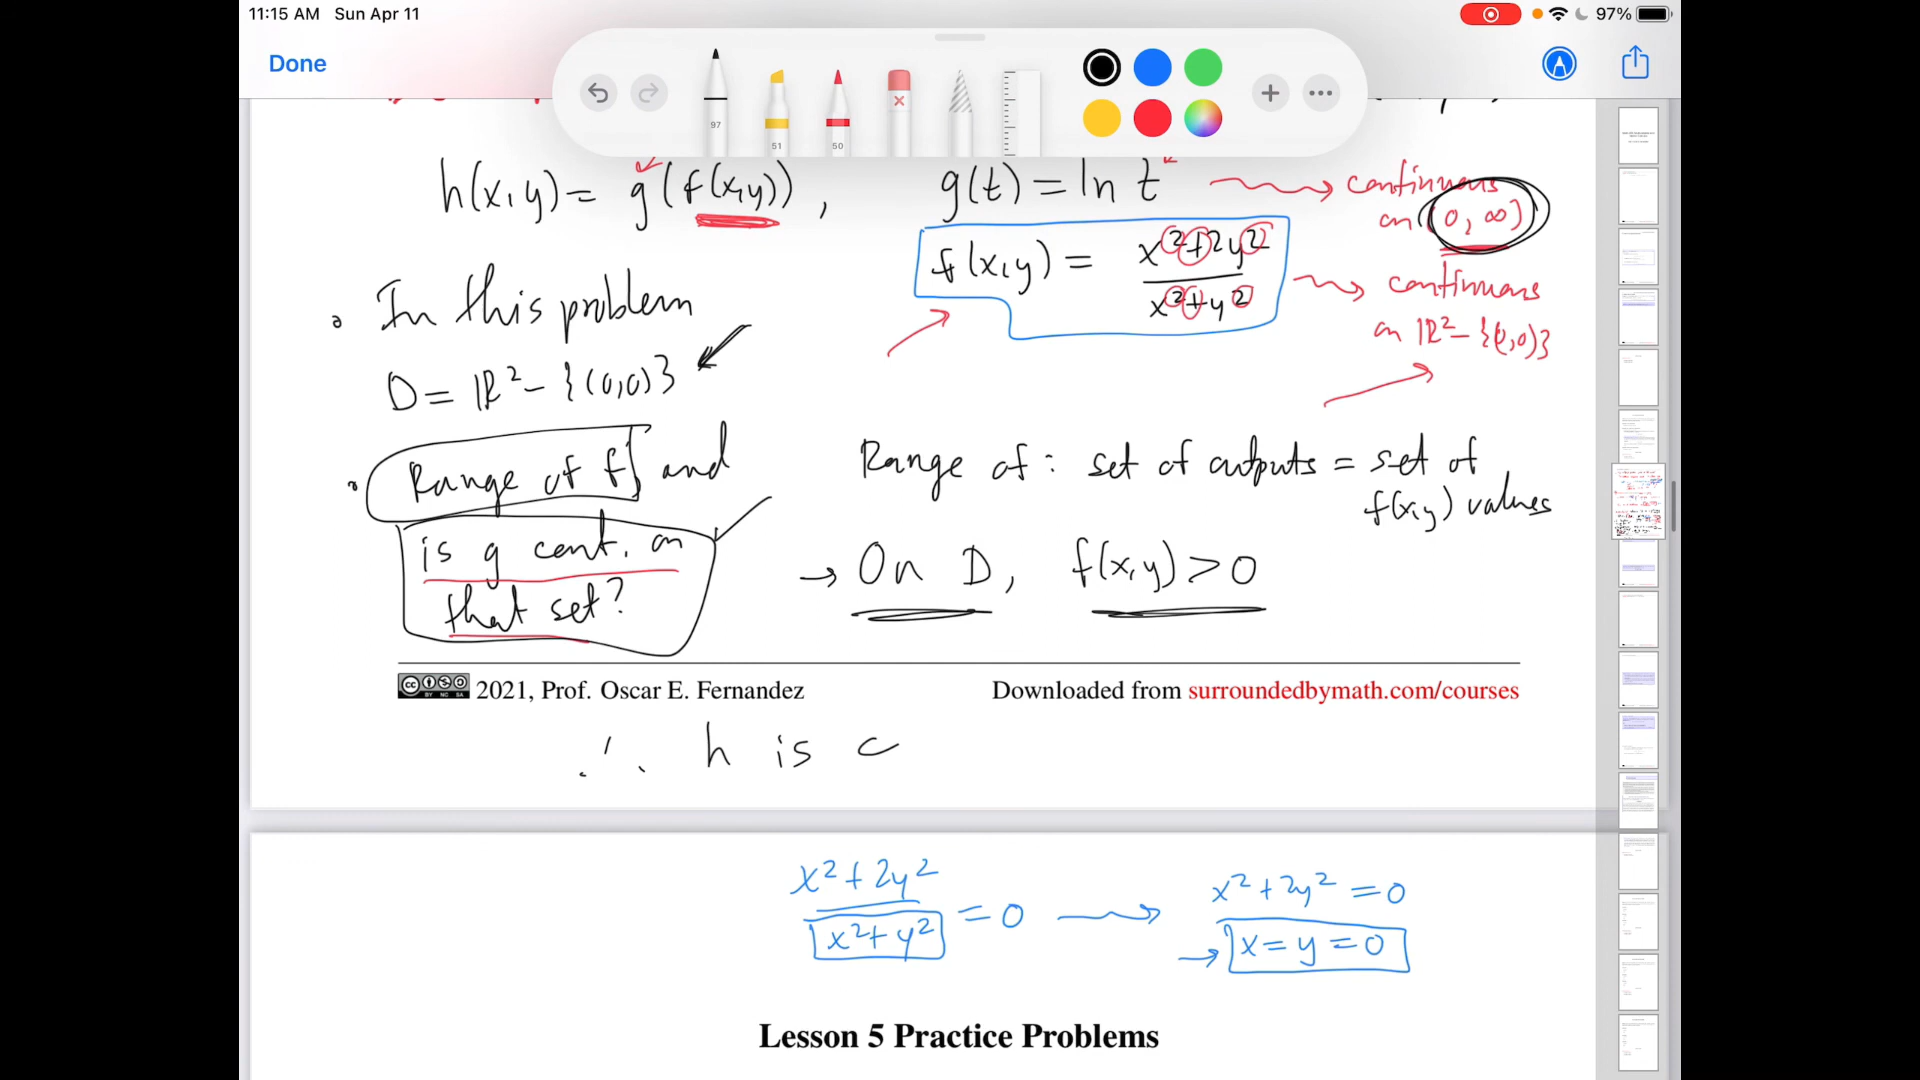 11:15 AM Sun Apr 11
97%
Done
97
51
50
h(x,y) = g(f(x,y)),
g(t) = ln t
continuous
on (0, ∞)
f(x,y) = x²+2y² / x²+y²
continuous
on ℝ² – {(0,0)}
In this problem
D = ℝ² – {(0,0)}
Range of f and
is g cont. on
that set?
Range of : set of outputs = set of
f(x,y) values
→ On D, f(x,y) > 0
2021, Prof. Oscar E. Fernandez
Downloaded from surroundedbymath.com/courses
∴ h is c
x²+2y² / x²+y² = 0 → x²+2y² = 0
→ x = y = 0
Lesson 5 Practice Problems